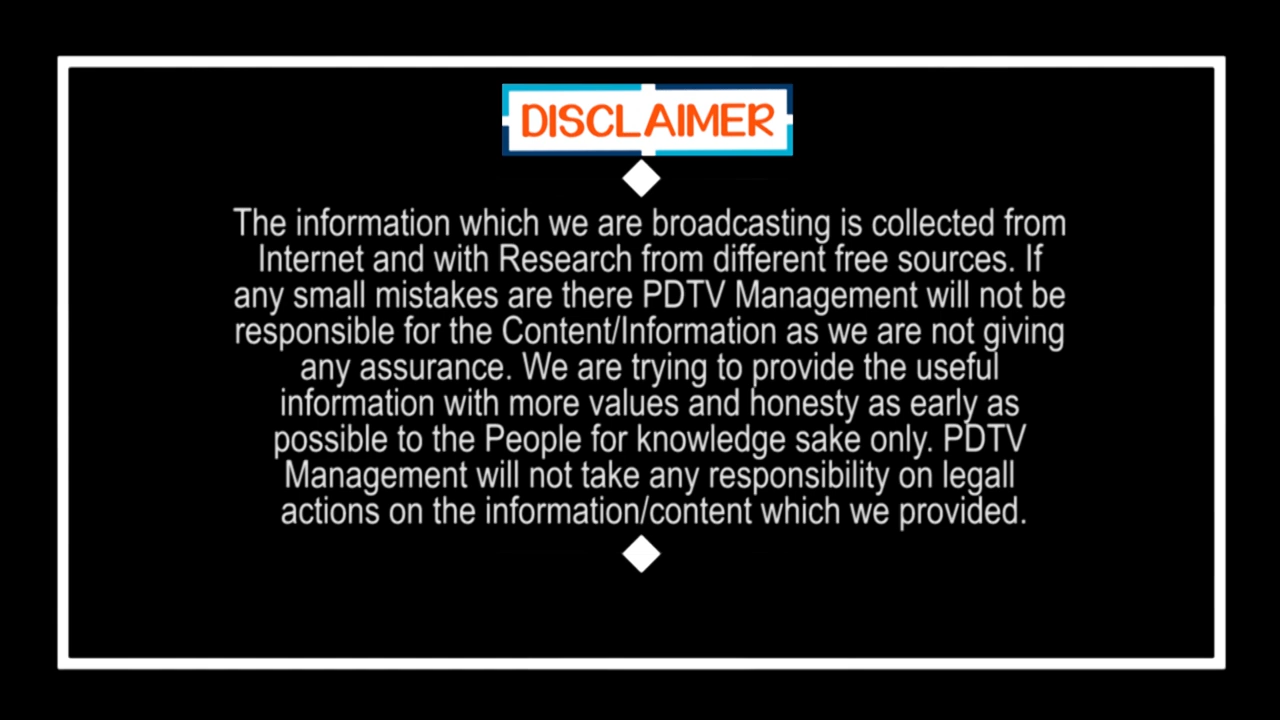 DISCLAIMER
The information which we are broadcasting is collected from
Internet and with Research from different free sources. If
any small mistakes are there PDTV Management will not be
responsible for the Content/Information as we are not giving
any assurance. We are trying to provide the useful
information with more values and honesty as early as
possible to the People for knowledge sake only. PDTV
Management will not take any responsibility on legall
actions on the information/content which we provided.